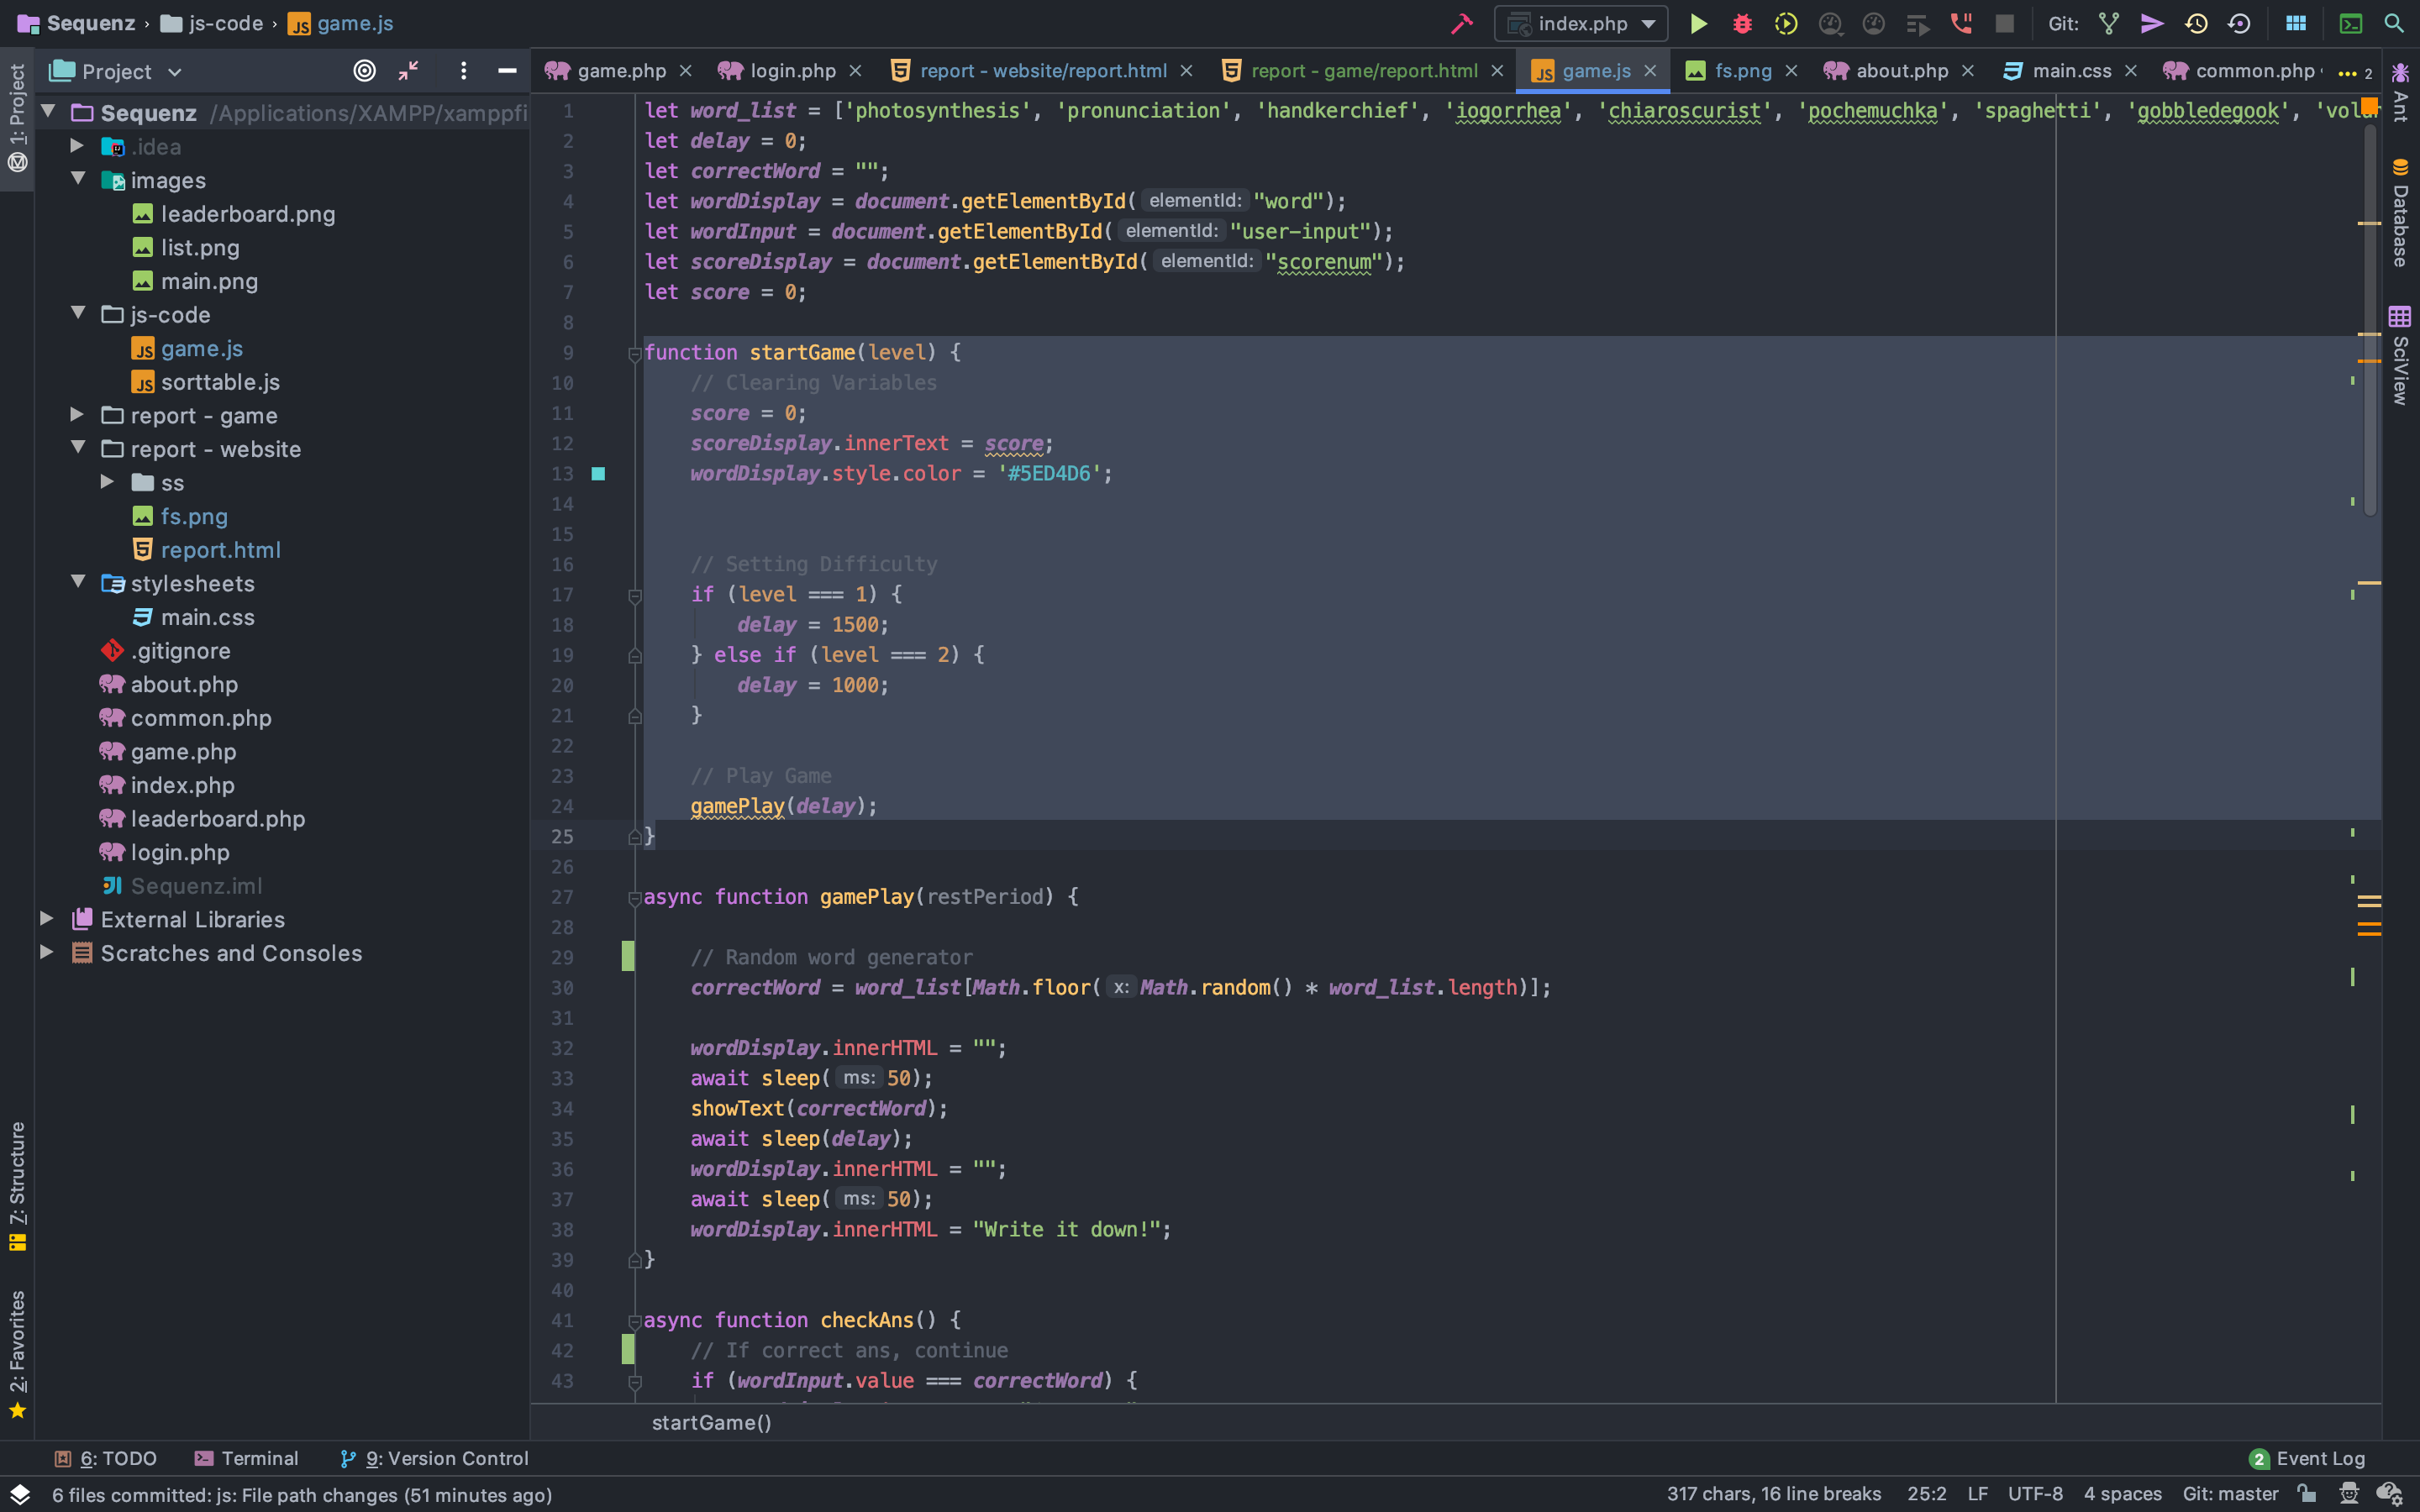 Sequenz › js-code › game.js
index.php
Git:
1: Project
Project
game.php
login.php
report - website/report.html
report - game/report.html
game.js
fs.png
about.php
main.css
common.php
2
Sequenz /Applications/XAMPP/xamppfi
.idea
images
leaderboard.png
list.png
main.png
js-code
game.js
sorttable.js
report - game
report - website
ss
fs.png
report.html
stylesheets
main.css
.gitignore
about.php
common.php
game.php
index.php
leaderboard.php
login.php
Sequenz.iml
External Libraries
Scratches and Consoles
7: Structure
2: Favorites
1 let word_list = ['photosynthesis', 'pronunciation', 'handkerchief', 'iogorrhea', 'chiaroscurist', 'pochemuchka', 'spaghetti', 'gobbledegook',
2 let delay = 0;
3 let correctWord = "";
4 let wordDisplay = document.getElementById( elementId: "word");
5 let wordInput = document.getElementById( elementId: "user-input");
6 let scoreDisplay = document.getElementById( elementId: "scorenum");
7 let score = 0;
8
9 function startGame(level) {
10 // Clearing Variables
11 score = 0;
12 scoreDisplay.innerText = score;
13 wordDisplay.style.color = '#5ED4D6';
14
15
16 // Setting Difficulty
17 if (level === 1) {
18 delay = 1500;
19 } else if (level === 2) {
20 delay = 1000;
21 }
22
23 // Play Game
24 gamePlay(delay);
25 }
26
27 async function gamePlay(restPeriod) {
28
29 // Random word generator
30 correctWord = word_list[Math.floor( x: Math.random() * word_list.length)];
31
32 wordDisplay.innerHTML = "";
33 await sleep( ms: 50);
34 showText(correctWord);
35 await sleep(delay);
36 wordDisplay.innerHTML = "";
37 await sleep( ms: 50);
38 wordDisplay.innerHTML = "Write it down!";
39 }
40
41 async function checkAns() {
42 // If correct ans, continue
43 if (wordInput.value === correctWord) {
startGame()
Ant
Database
SciView
6: TODO
Terminal
9: Version Control
2 Event Log
6 files committed: js: File path changes (51 minutes ago)
317 chars, 16 line breaks 25:2 LF UTF-8 4 spaces Git: master